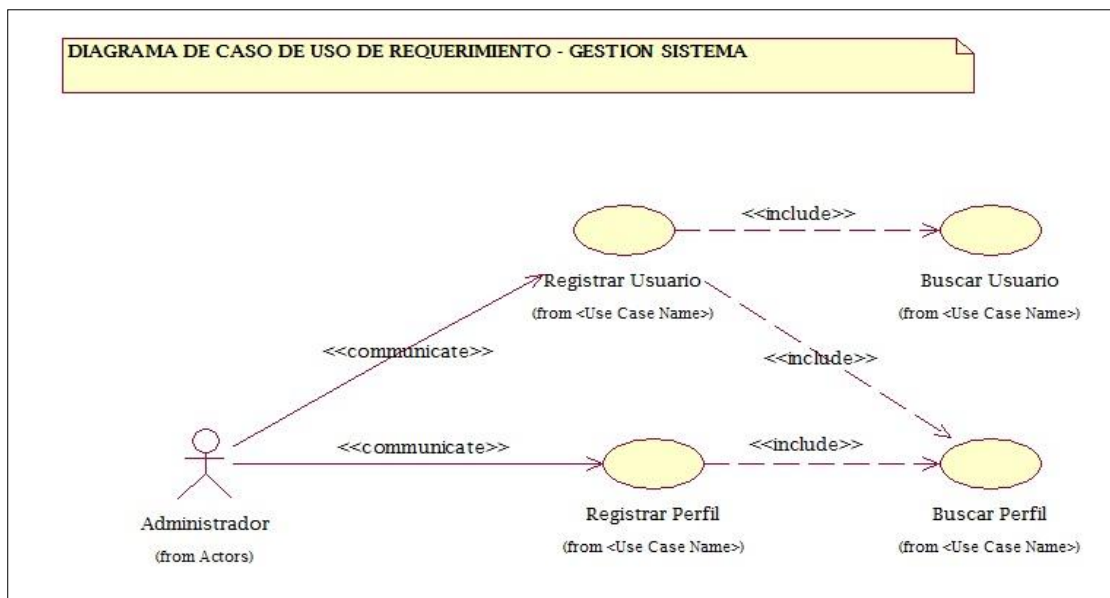 DIAGRAMA DE CASO DE USO DE REQUERIMIENTO - GESTION SISTEMA
<<include>>
Registrar Usuario
(from <Use Case Name>)
Buscar Usuario
(from <Use Case Name>)
<<communicate>>
<<include>>
<<communicate>>
<<include>>
Administrador
(from Actors)
Registrar Perfil
(from <Use Case Name>)
Buscar Perfil
(from <Use Case Name>)